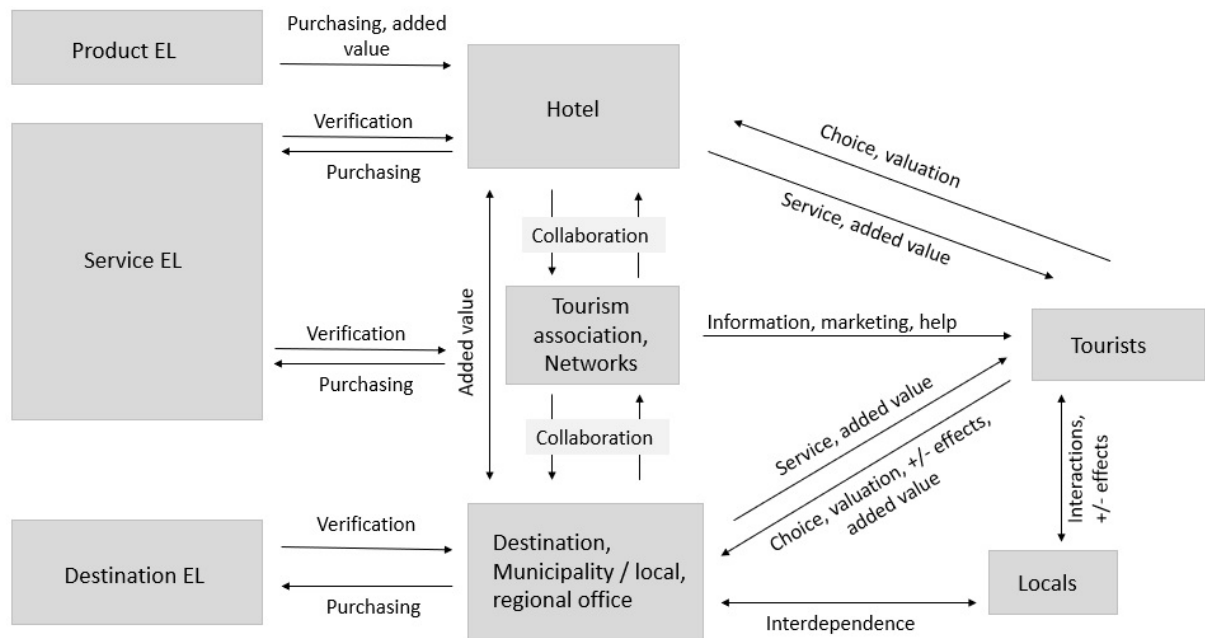 Product EL
Purchasing, added
value
Hotel
Verification
Purchasing
Choice, valuation
Service, added value
Service EL
Collaboration
Added value
Verification
Purchasing
Tourism
association,
Networks
Information, marketing, help
Tourists
Collaboration
Service, added value
Choice, valuation, +/- effects,
added value
Interactions,
+/- effects
Destination EL
Verification
Purchasing
Destination,
Municipality / local,
regional office
Interdependence
Locals